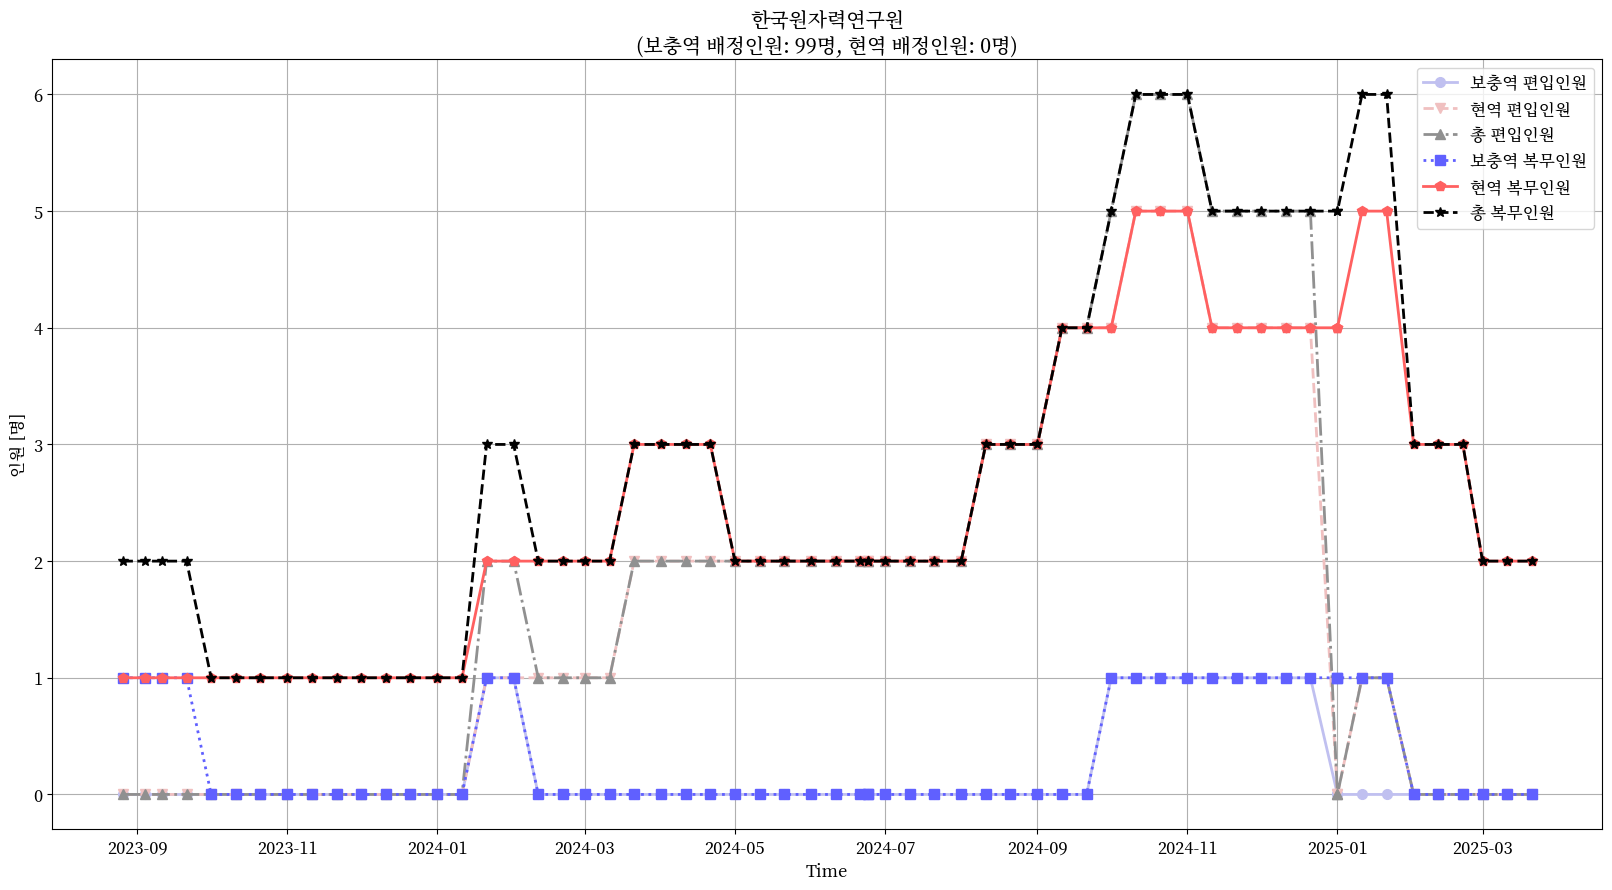 한국원자력연구원
(보충역 배정인원: 99명, 현역 배정인원: 0명)
인원 [명]
6
5
4
3
2
1
0
보충역 편입인원
현역 편입인원
총 편입인원
보충역 복무인원
현역 복무인원
총 복무인원
2023-09
2023-11
2024-01
2024-03
2024-05
2024-07
2024-09
2024-11
2025-01
2025-03
Time